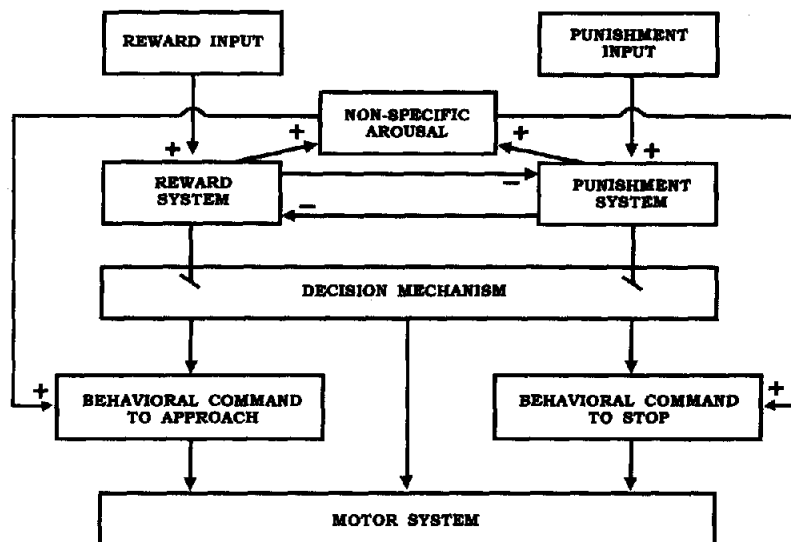 REWARD INPUT
PUNISHMENT
INPUT
NON-SPECIFIC
AROUSAL
+
+
+
+
REWARD
SYSTEM
−
−
PUNISHMENT
SYSTEM
DECISION MECHANISM
+
BEHAVIORAL COMMAND
TO APPROACH
BEHAVIORAL COMMAND
TO STOP
+
MOTOR SYSTEM